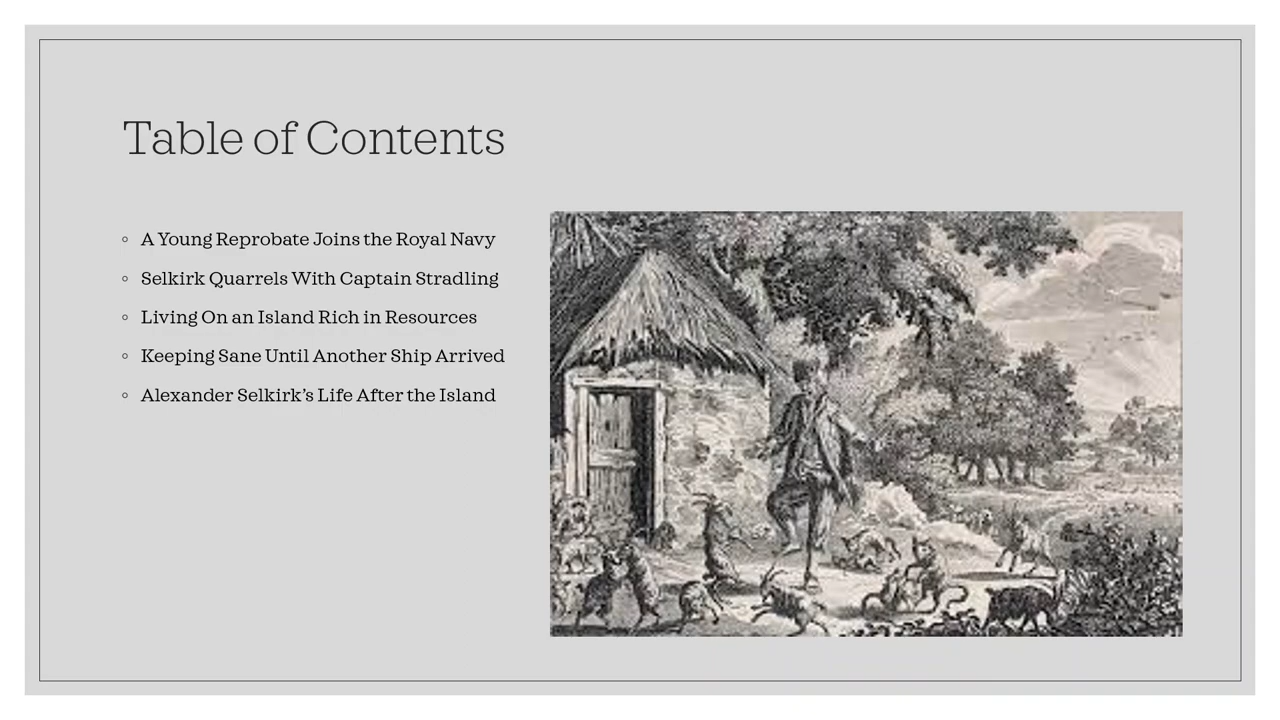 Table of Contents
A Young Reprobate Joins the Royal Navy
Selkirk Quarrels With Captain Stradling
Living On an Island Rich in Resources
Keeping Sane Until Another Ship Arrived
Alexander Selkirk’s Life After the Island